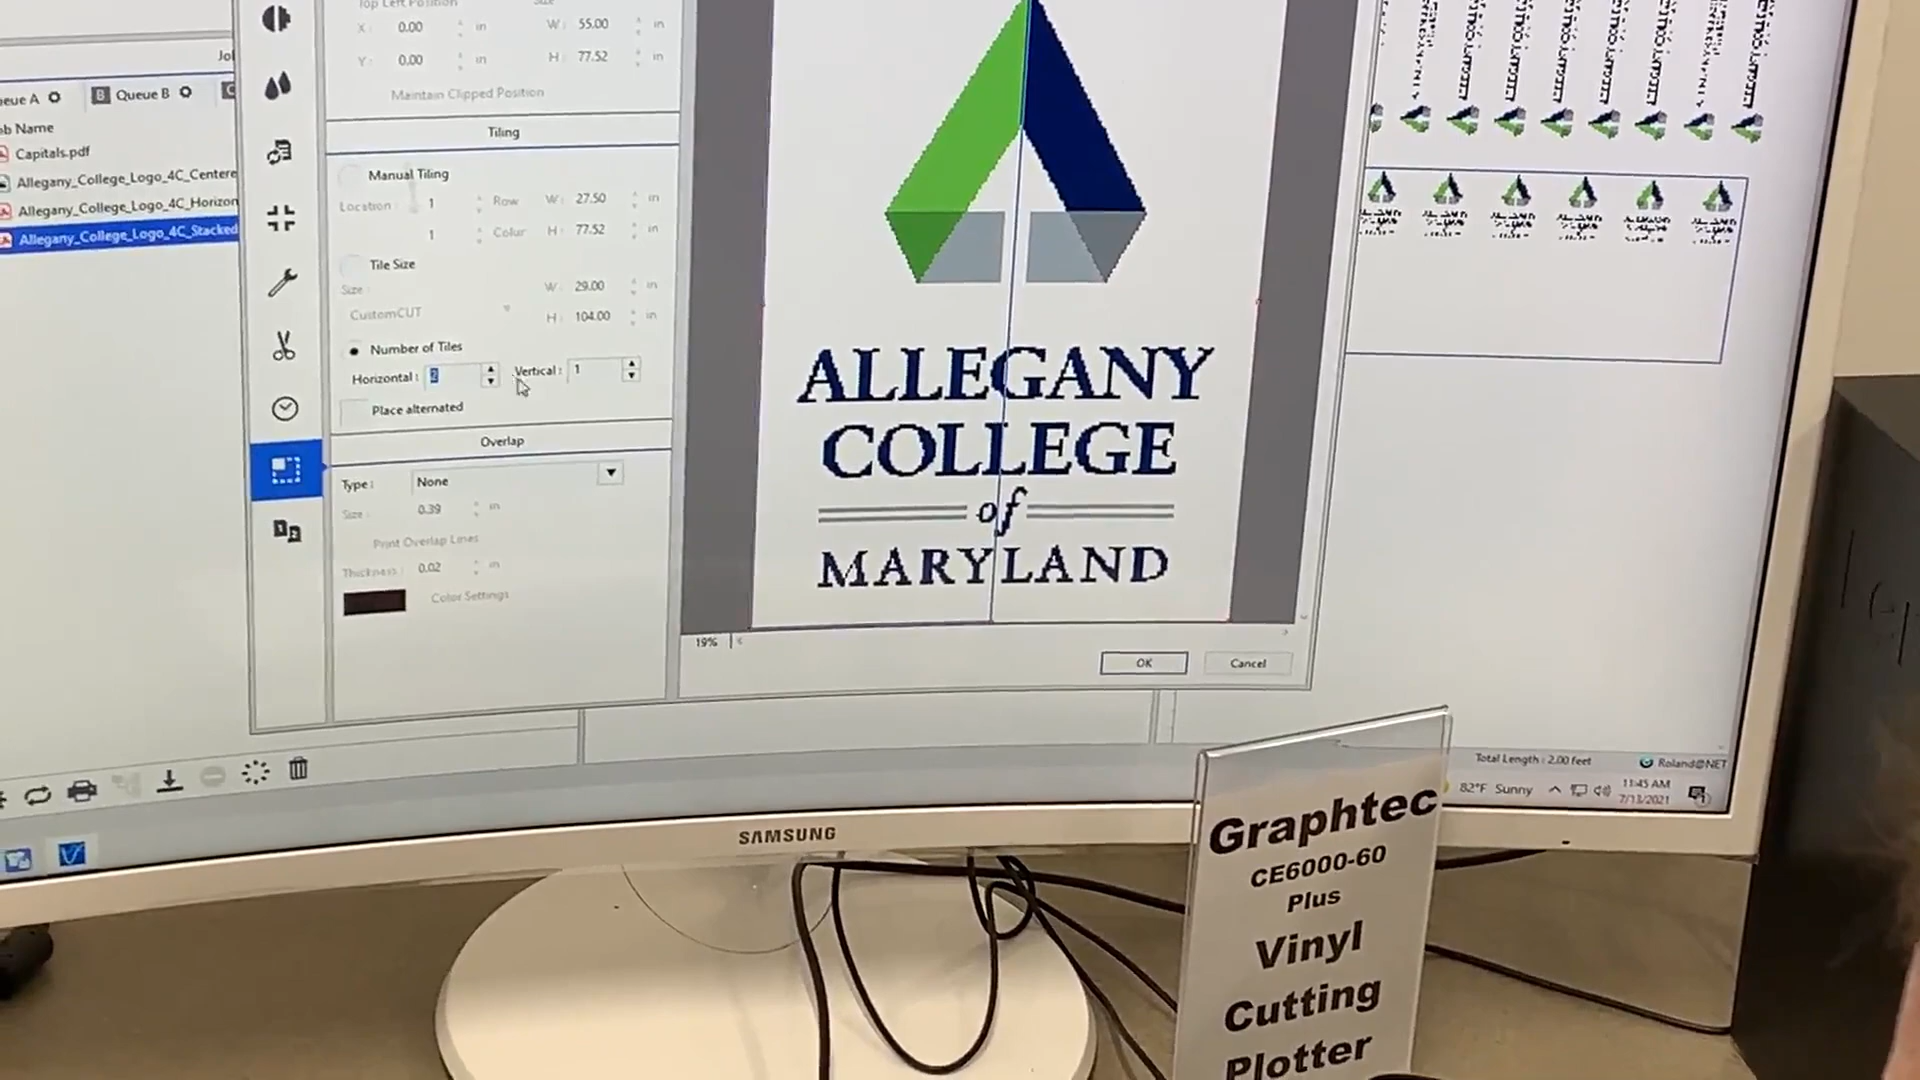 Top Left Position
Size
X: 0.00 in W: 55.00 in
Y: 0.00 in H: 77.52 in
Maintain Clipped Position
Tiling
Manual Tiling
Location: 1 Row W: 27.50 in
1 H: 77.52 in
Tile Size
Size: W: 29.00 in
CustomCUT H: 104.00 in
Number of Tiles
Horizontal: 2 Vertical: 1
Place alternated
Overlap
Type: None
Size: 0.39 in
Print Overlap Lines
Thickness: 0.02 in
Color Settings
eue A B Queue B
b Name
Capitals.pdf
Allegany_College_Logo_4C_Centere
Allegany_College_Logo_4C_Horizon
Allegany_College_Logo_4C_Stacked
ALLEGANY
COLLEGE
of
MARYLAND
19%
OK Cancel
Total Length: 2.00 feet Roland@NET
82°F Sunny 11:45 AM
7/13/2021
SAMSUNG
Graphtec
CE6000-60
Plus
Vinyl
Cutting
Plotter